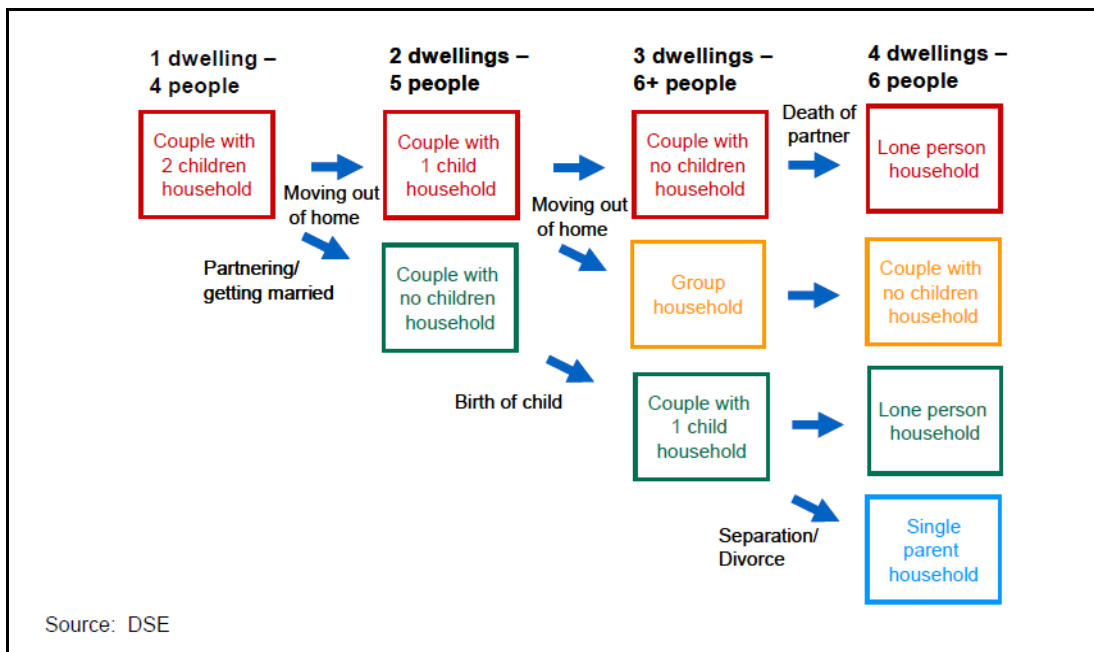 1 dwelling –
4 people
2 dwellings –
5 people
3 dwellings –
6+ people
4 dwellings –
6 people
Couple with
2 children
household
Moving out
of home
Partnering/
getting married
Couple with
1 child
household
Couple with
no children
household
Moving out
of home
Birth of child
Couple with
no children
household
Group
household
Couple with
1 child
household
Death of
partner
Separation/
Divorce
Lone person
household
Couple with
no children
household
Lone person
household
Single
parent
household
Source: DSE